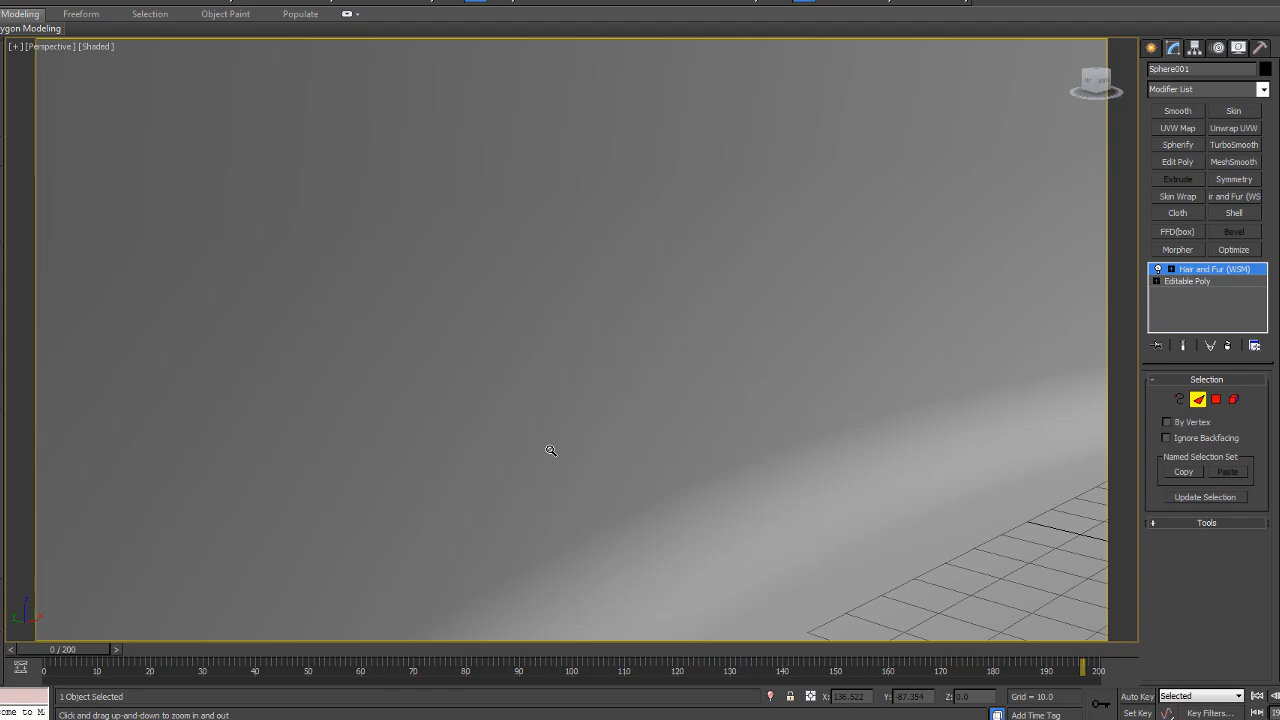 Modeling Freeform Selection Object Paint Populate
ygon Modeling
[+] [Perspective] [Shaded]
Sphere001
Modifier List
Smooth Skin
UVW Map Unwrap UVW
Spherify TurboSmooth
Edit Poly MeshSmooth
Extrude Symmetry
Skin Wrap ir and Fur (WS
Cloth Shell
FFD(box) Bevel
Morpher Optimize
Hair and Fur (WSM)
Editable Poly
- Selection
By Vertex
Ignore Backfacing
Named Selection Set
Copy Paste
Update Selection
+ Tools
z
y x
< 0 / 200 >
0 10 20 30 40 50 60 70 80 90 100 110 120 130 140 150 160 170 180 190 200
1 Object Selected X: 136.522 Y: -87.354 Z: 0.0 Grid = 10.0 Auto Key Selected
ome to M Click and drag up-and-down to zoom in and out Add Time Tag Set Key Key Filters...